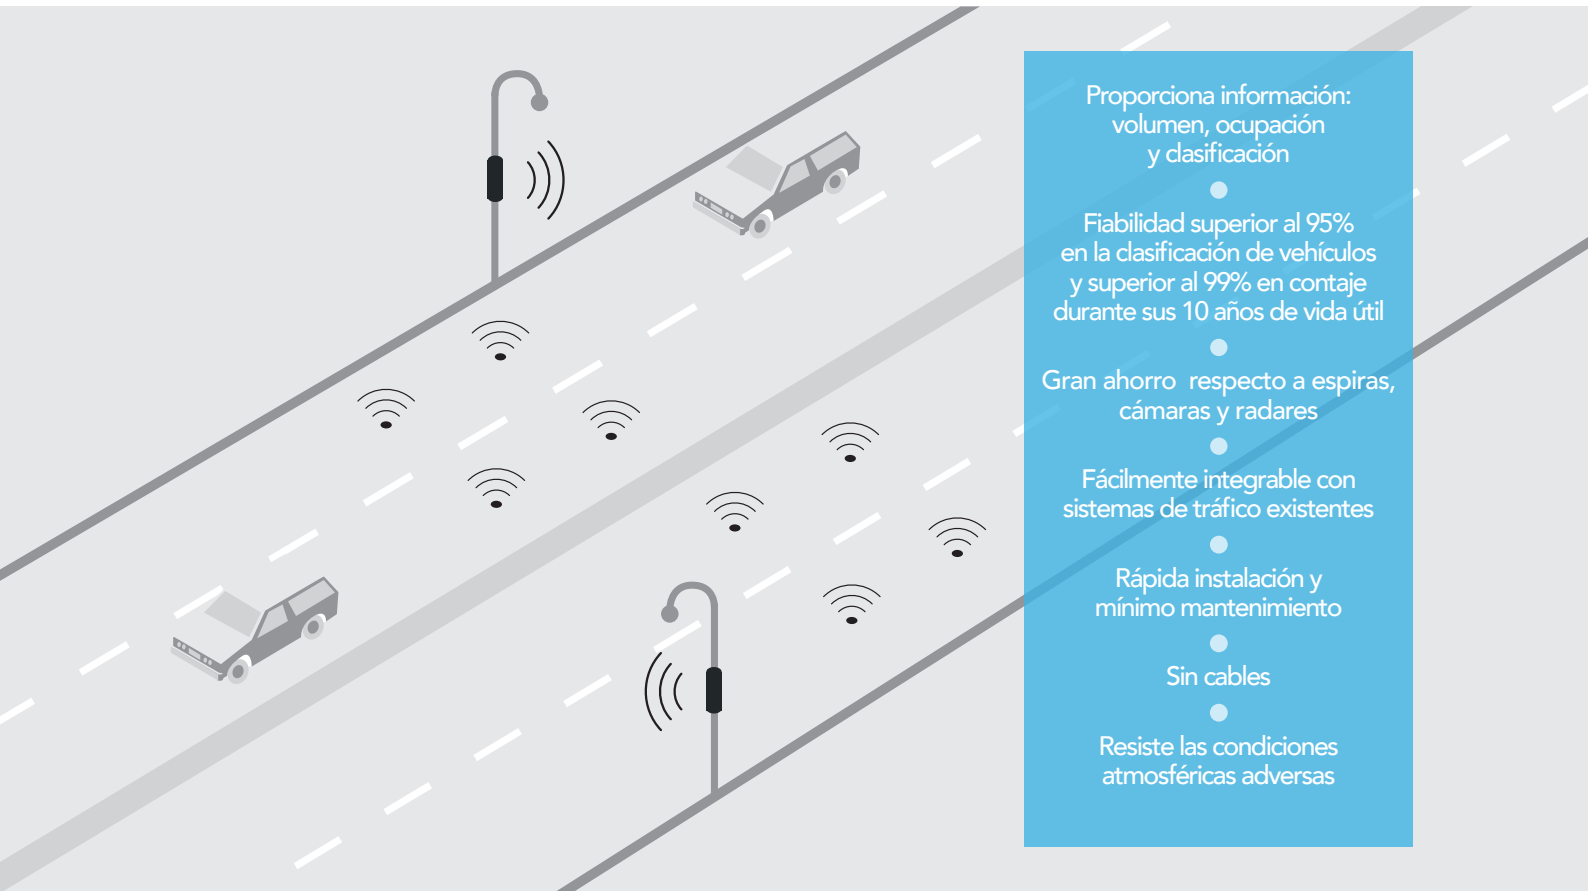 Proporciona información:
volumen, ocupación
y clasificación
Fiabilidad superior al 95%
en la clasificación de vehículos
y superior al 99% en contaje
durante sus 10 años de vida útil
Gran ahorro respecto a espiras,
cámaras y radares
Fácilmente integrable con
sistemas de tráfico existentes
Rápida instalación y
mínimo mantenimiento
Sin cables
Resiste las condiciones
atmosféricas adversas